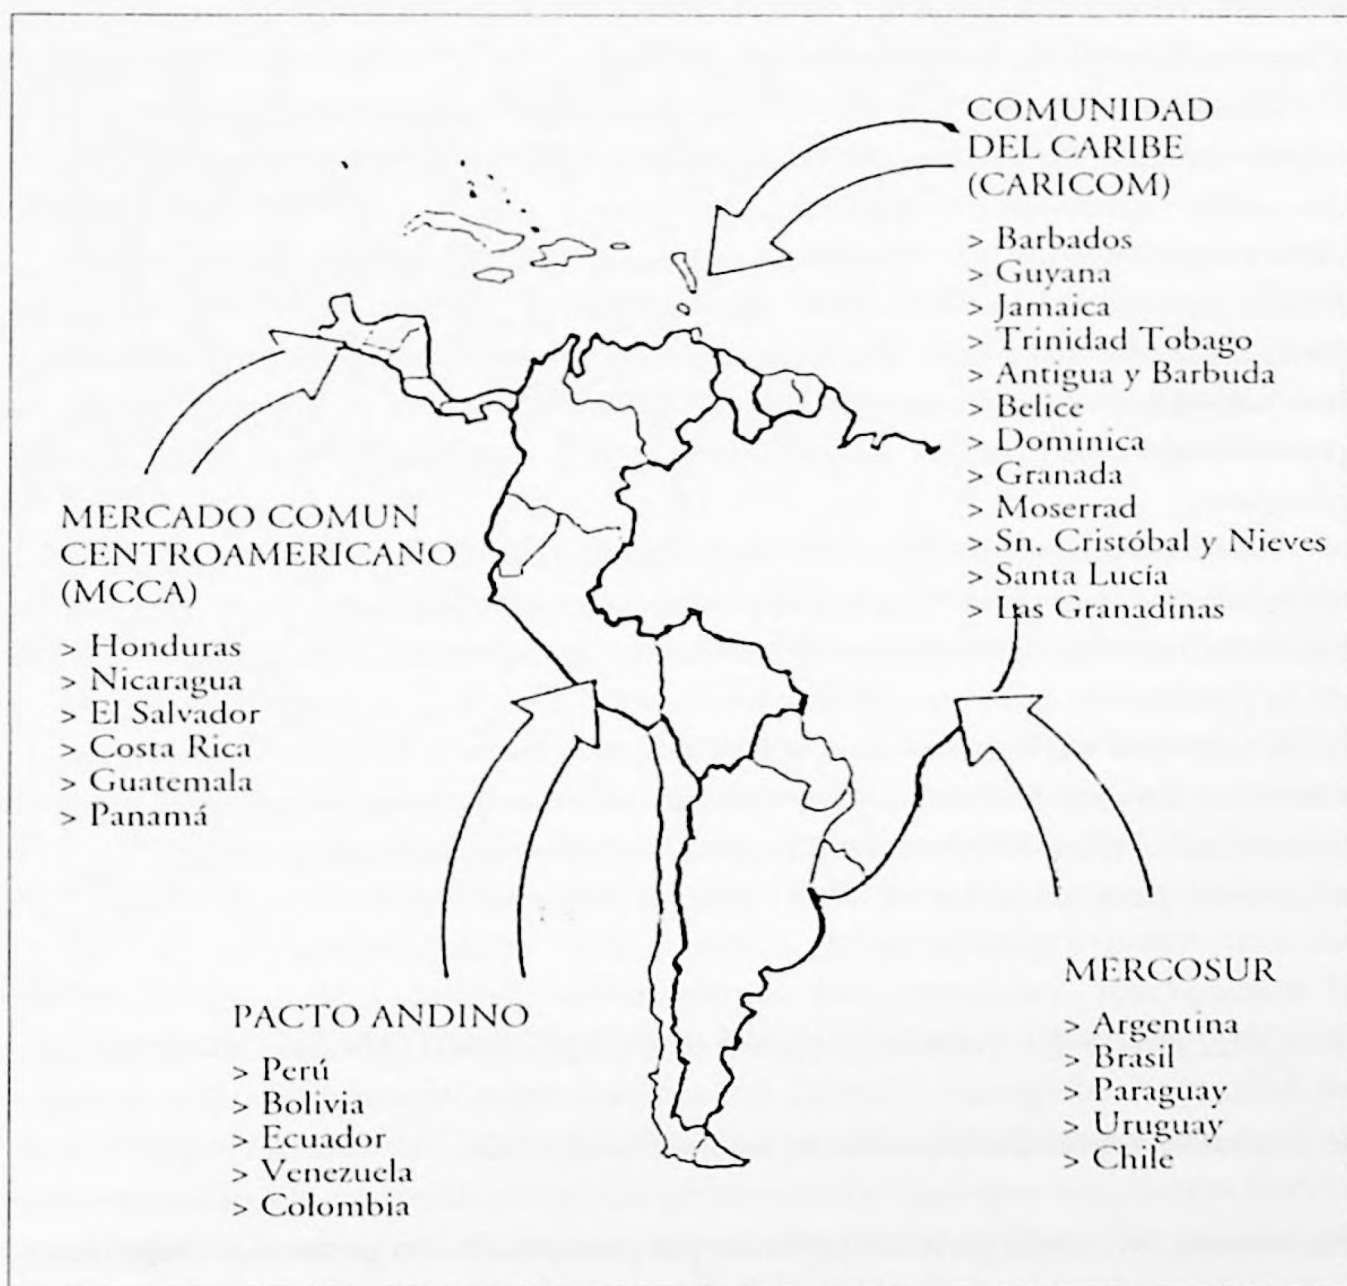 COMUNIDAD
DEL CARIBE
(CARICOM)
> Barbados
> Guyana
> Jamaica
> Trinidad Tobago
> Antigua y Barbuda
> Belice
> Dominica
> Granada
> Moserrad
> Sn. Cristóbal y Nieves
> Santa Lucía
> Las Granadinas
MERCADO COMUN
CENTROAMERICANO
(MCCA)
> Honduras
> Nicaragua
> El Salvador
> Costa Rica
> Guatemala
> Panamá
PACTO ANDINO
> Perú
> Bolivia
> Ecuador
> Venezuela
> Colombia
MERCOSUR
> Argentina
> Brasil
> Paraguay
> Uruguay
> Chile